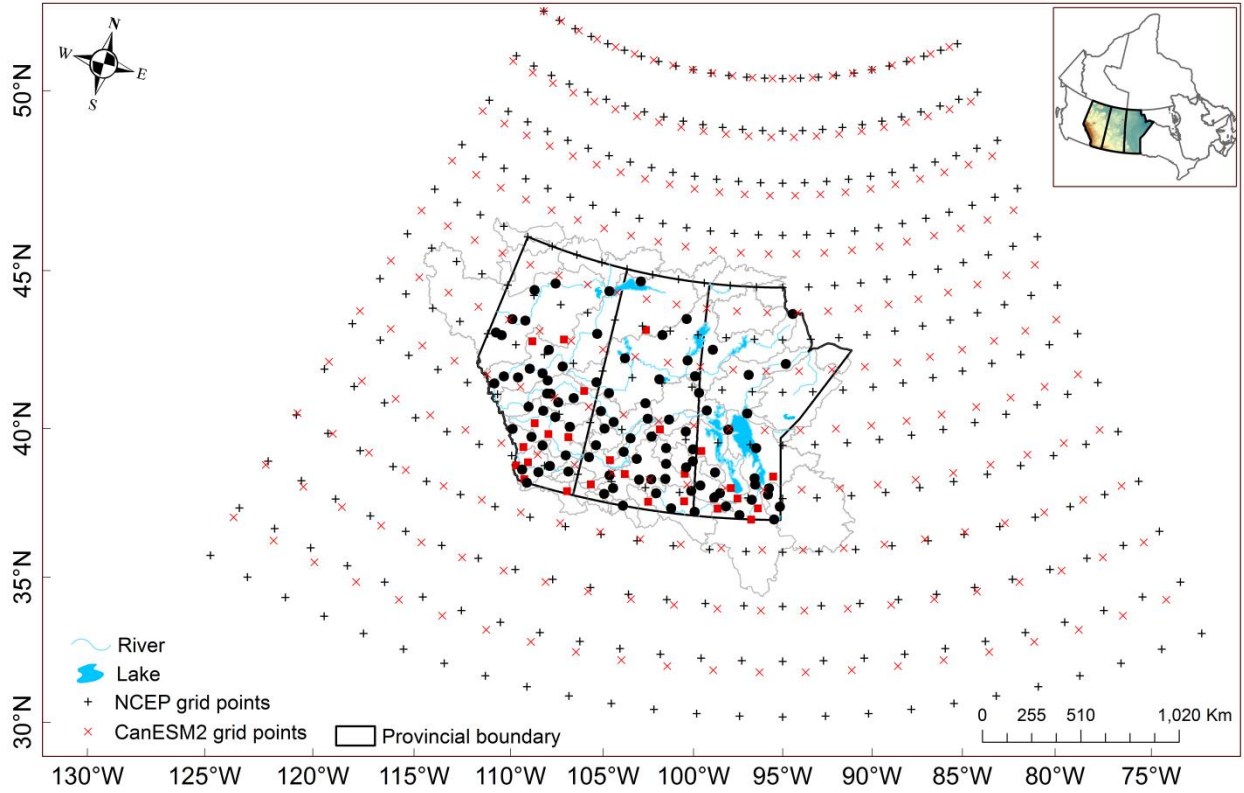 N
W
E
S
50°N
45°N
40°N
35°N
30°N
River
Lake
NCEP grid points
CanESM2 grid points
Provincial boundary
0 255 510 1,020 Km
130°W 125°W 120°W 115°W 110°W 105°W 100°W 95°W 90°W 85°W 80°W 75°W